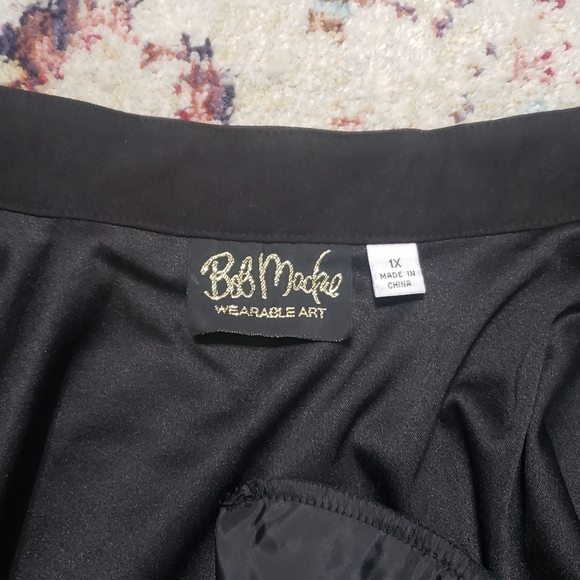 Bob Mackie
WEARABLE ART
1X
MADE IN
CHINA